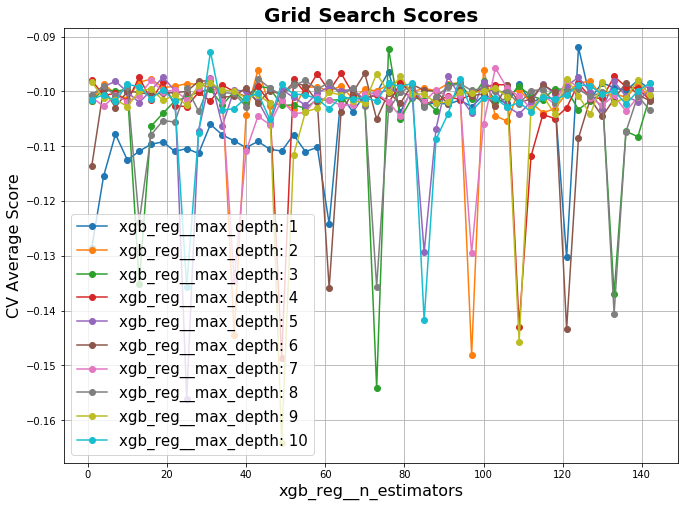 Grid Search Scores
−0.09
−0.10
−0.11
−0.12
−0.13
−0.14
−0.15
−0.16
CV Average Score
xgb_reg__max_depth: 1
xgb_reg__max_depth: 2
xgb_reg__max_depth: 3
xgb_reg__max_depth: 4
xgb_reg__max_depth: 5
xgb_reg__max_depth: 6
xgb_reg__max_depth: 7
xgb_reg__max_depth: 8
xgb_reg__max_depth: 9
xgb_reg__max_depth: 10
0 20 40 60 80 100 120 140
xgb_reg__n_estimators